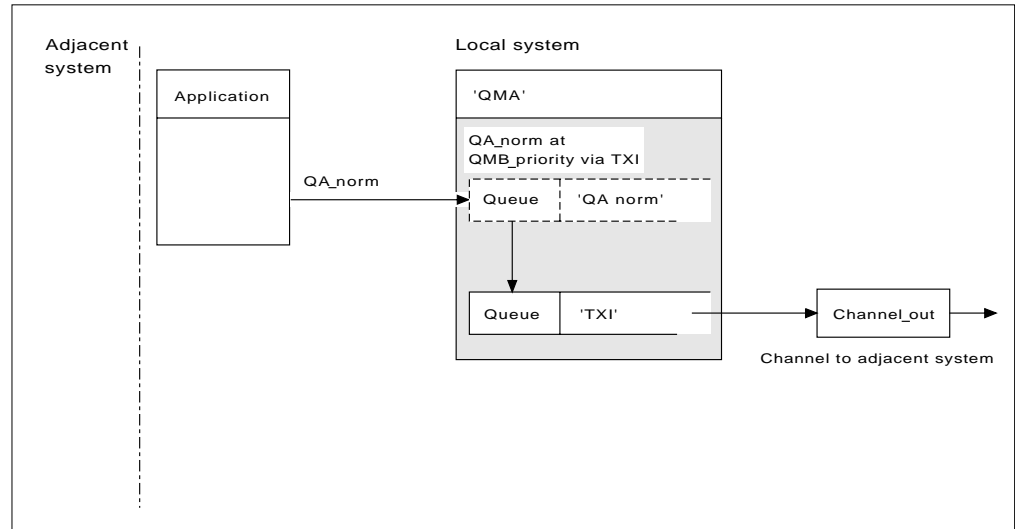 Adjacent
system
Local system
Application
'QMA'
QA_norm at
QMB_priority via TXI
QA_norm
Queue
'QA norm'
Queue
'TXI'
Channel_out
Channel to adjacent system